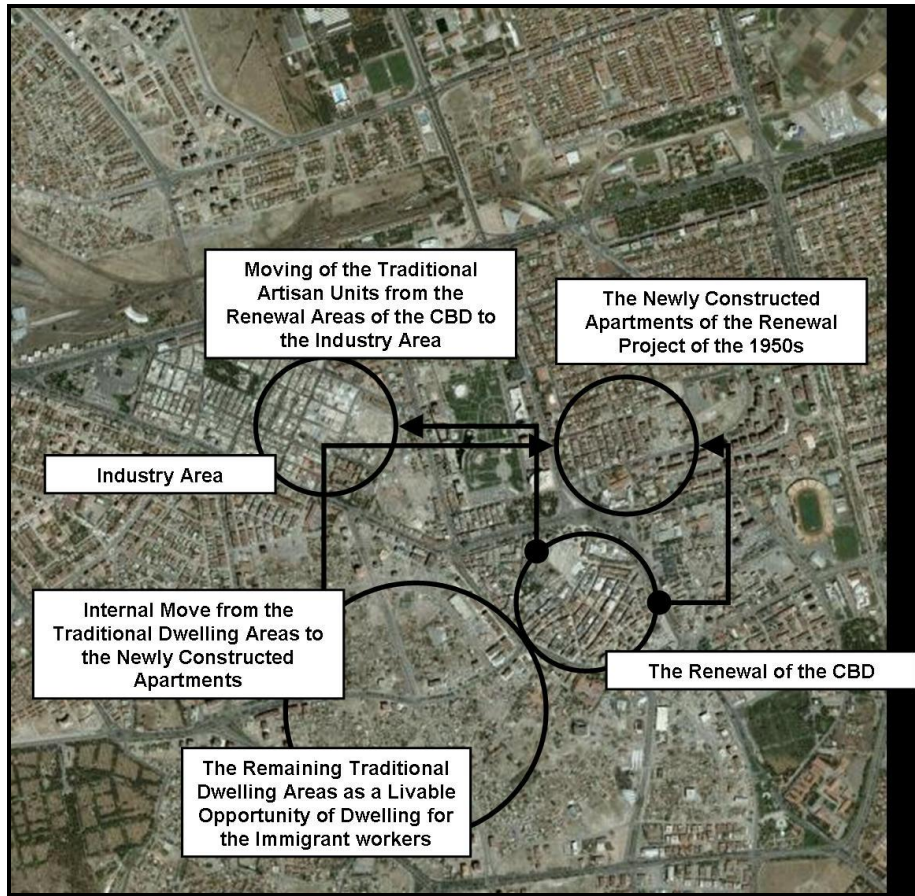 Moving of the Traditional
Artisan Units from the
Renewal Areas of the CBD to
the Industry Area
The Newly Constructed
Apartments of the Renewal
Project of the 1950s
Industry Area
Internal Move from the
Traditional Dwelling Areas to
the Newly Constructed
Apartments
The Renewal of the CBD
The Remaining Traditional
Dwelling Areas as a Livable
Opportunity of Dwelling for
the Immigrant workers